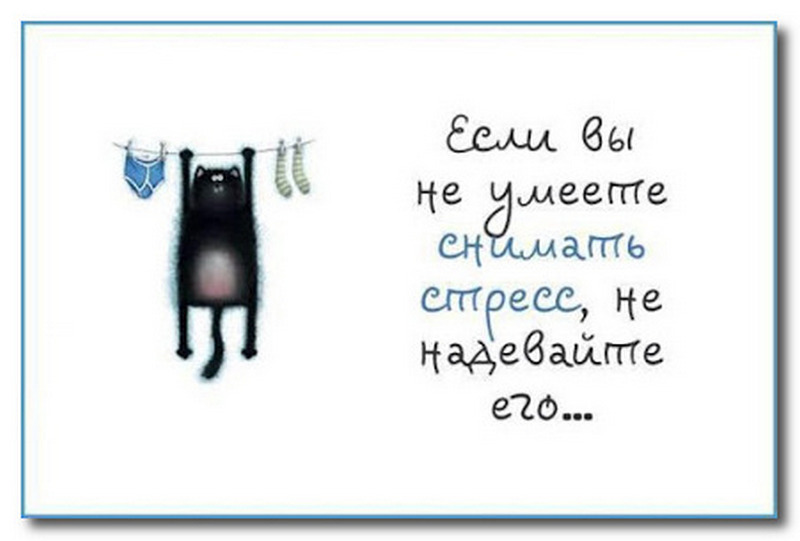 Если вы
не умеете
снимать
стресс, не
надевайте
его...